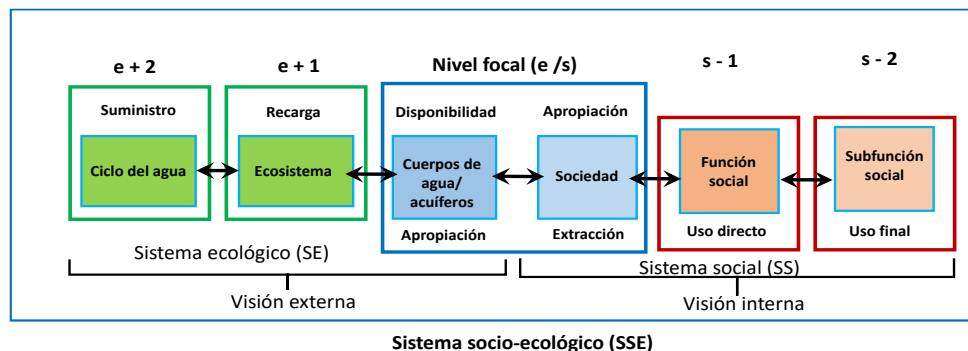 e + 2
e + 1
Nivel focal (e /s)
s - 1
s - 2
Suministro
Recarga
Disponibilidad
Apropiación
Ciclo del agua
Ecosistema
Cuerpos de
agua/
acuíferos
Sociedad
Función
social
Subfunción
social
Apropiación
Extracción
Uso directo
Uso final
Sistema ecológico (SE)
Sistema social (SS)
Visión externa
Visión interna
Sistema socio-ecológico (SSE)